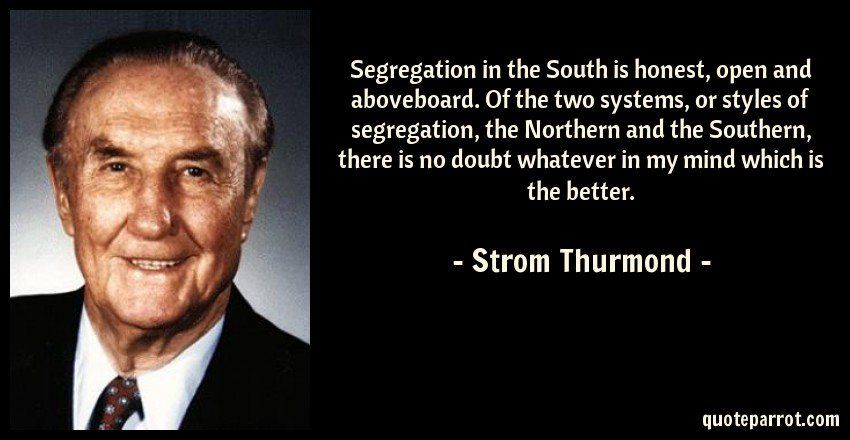 Segregation in the South is honest, open and
aboveboard. Of the two systems, or styles of
segregation, the Northern and the Southern,
there is no doubt whatever in my mind which is
the better.
- Strom Thurmond -
quoteparrot.com